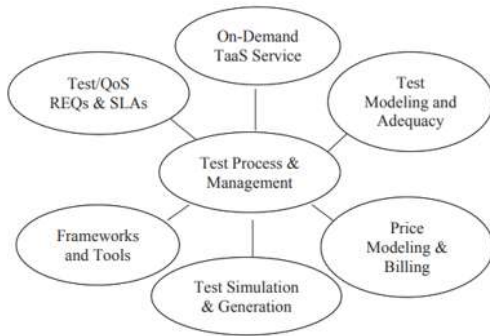 On-Demand
TaaS Service
Test/QoS
REQs & SLAs
Test
Modeling and
Adequacy
Test Process &
Management
Frameworks
and Tools
Price
Modeling &
Billing
Test Simulation
& Generation